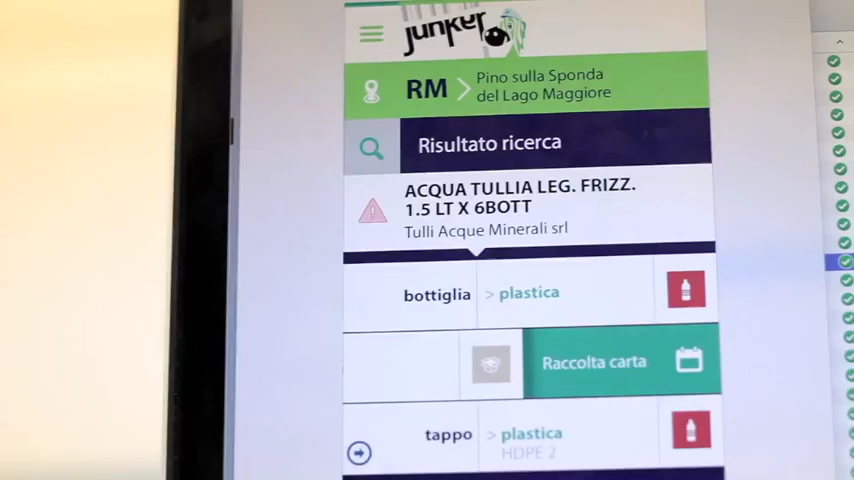 junker
RM > Pino sulla Sponda
del Lago Maggiore
Risultato ricerca
ACQUA TULLIA LEG. FRIZZ.
1.5 LT X 6BOTT
Tulli Acque Minerali srl
bottiglia > plastica
Raccolta carta
tappo > plastica
HDPE 2